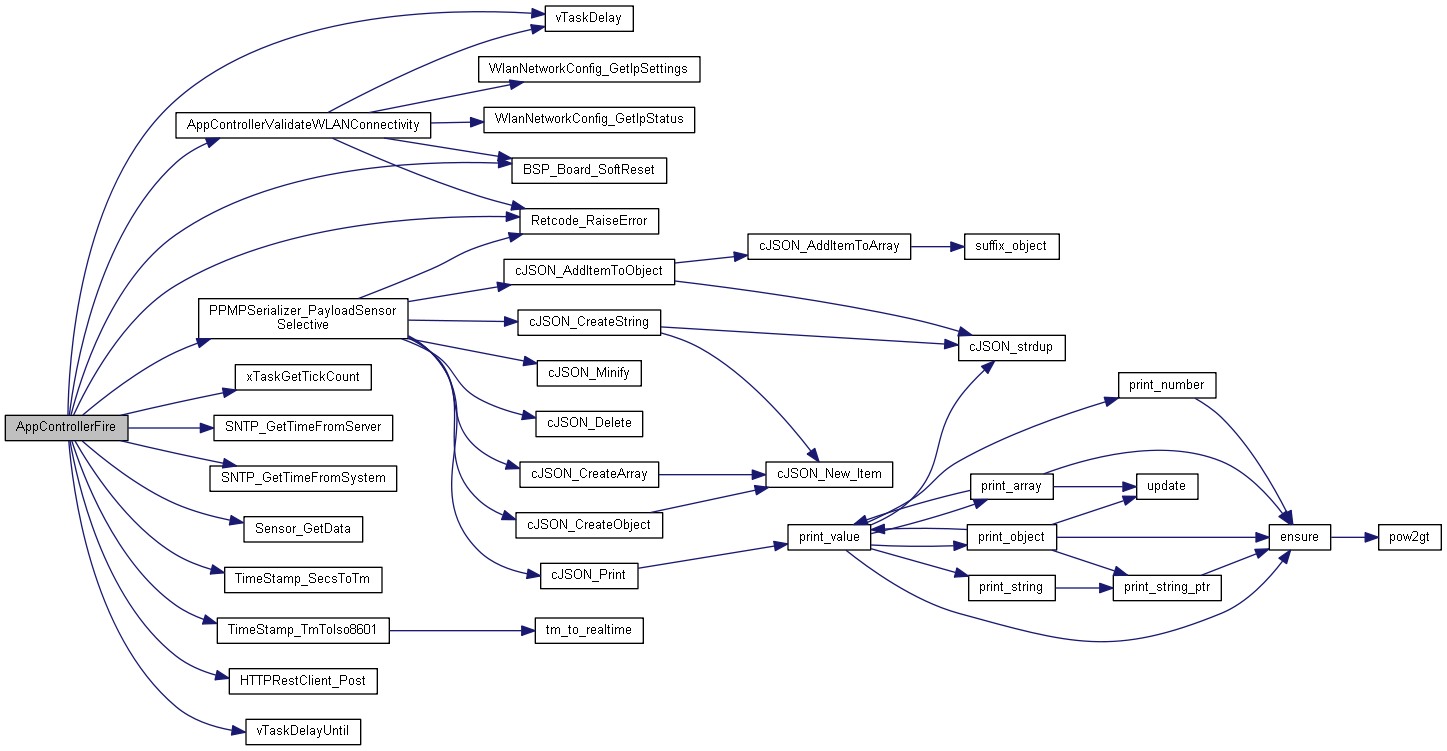 vTaskDelay
WlanNetworkConfig_GetIpSettings
AppControllerValidateWLANConnectivity
WlanNetworkConfig_GetIpStatus
BSP_Board_SoftReset
Retcode_RaiseError
cJSON_AddItemToArray
suffix_object
cJSON_AddItemToObject
PPMPSerializer_PayloadSensor
Selective
cJSON_CreateString
cJSON_strdup
cJSON_Minify
xTaskGetTickCount
print_number
cJSON_Delete
AppControllerFire
SNTP_GetTimeFromServer
cJSON_CreateArray
cJSON_New_Item
SNTP_GetTimeFromSystem
print_array
update
Sensor_GetData
cJSON_CreateObject
print_value
print_object
ensure
pow2gt
TimeStamp_SecsToTm
cJSON_Print
print_string
print_string_ptr
TimeStamp_TmToIso8601
tm_to_realtime
HTTPRestClient_Post
vTaskDelayUntil